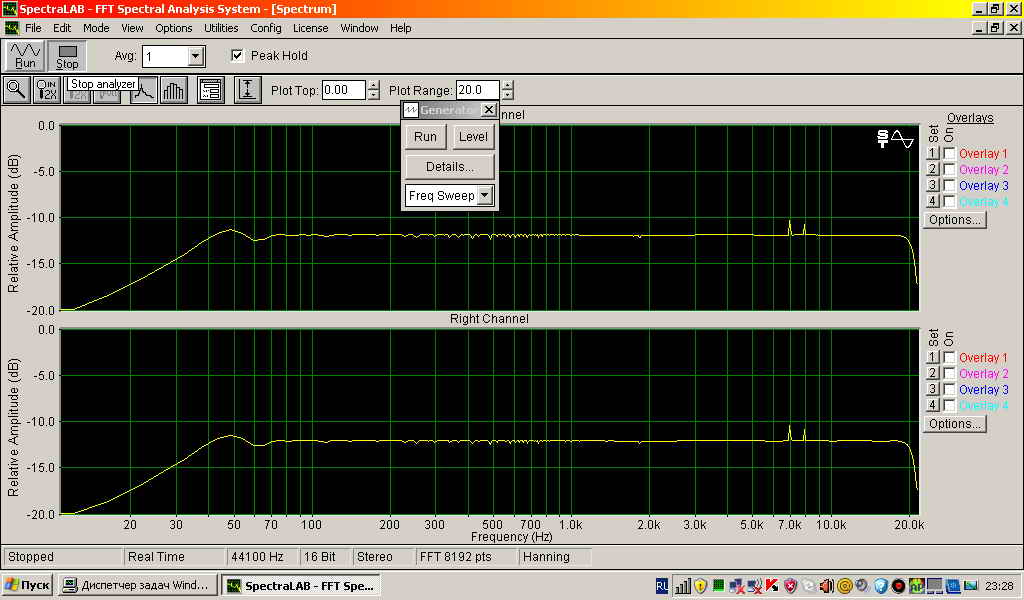 SpectraLAB - FFT Spectral Analysis System - [Spectrum]
File Edit Mode View Options Utilities Config License Window Help
Run Stop Avg: 1 Peak Hold
Stop analyzer
IN 2X Plot Top: 0.00 Plot Range: 20.0
Generator
Run Level
Details...
Freq Sweep
nnel
Overlays
Set On
1 Overlay 1
2 Overlay 2
3 Overlay 3
4 Overlay 4
Options...
ST
Relative Amplitude (dB)
0.0
-5.0
-10.0
-15.0
-20.0
Right Channel
Set On
1 Overlay 1
2 Overlay 2
3 Overlay 3
4 Overlay 4
Options...
Relative Amplitude (dB)
0.0
-5.0
-10.0
-15.0
-20.0
20 30 50 70 100 200 300 500 700 1.0k 2.0k 3.0k 5.0k 7.0k 10.0k 20.0k
Frequency (Hz)
Stopped Real Time 44100 Hz 16 Bit Stereo FFT 8192 pts Hanning
Пуск Диспетчер задач Wind... SpectraLAB - FFT Spe... RL 23:28